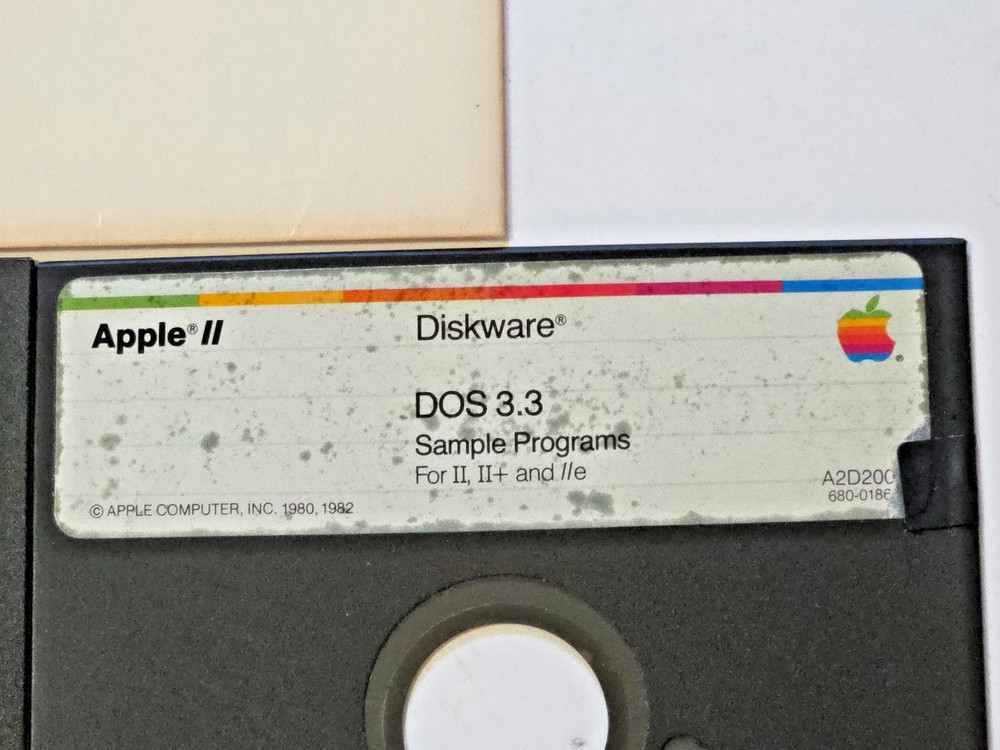 Apple® II
Diskware®
DOS 3.3
Sample Programs
For II, II+ and //e
© APPLE COMPUTER, INC. 1980, 1982
A2D200
680-0186
®